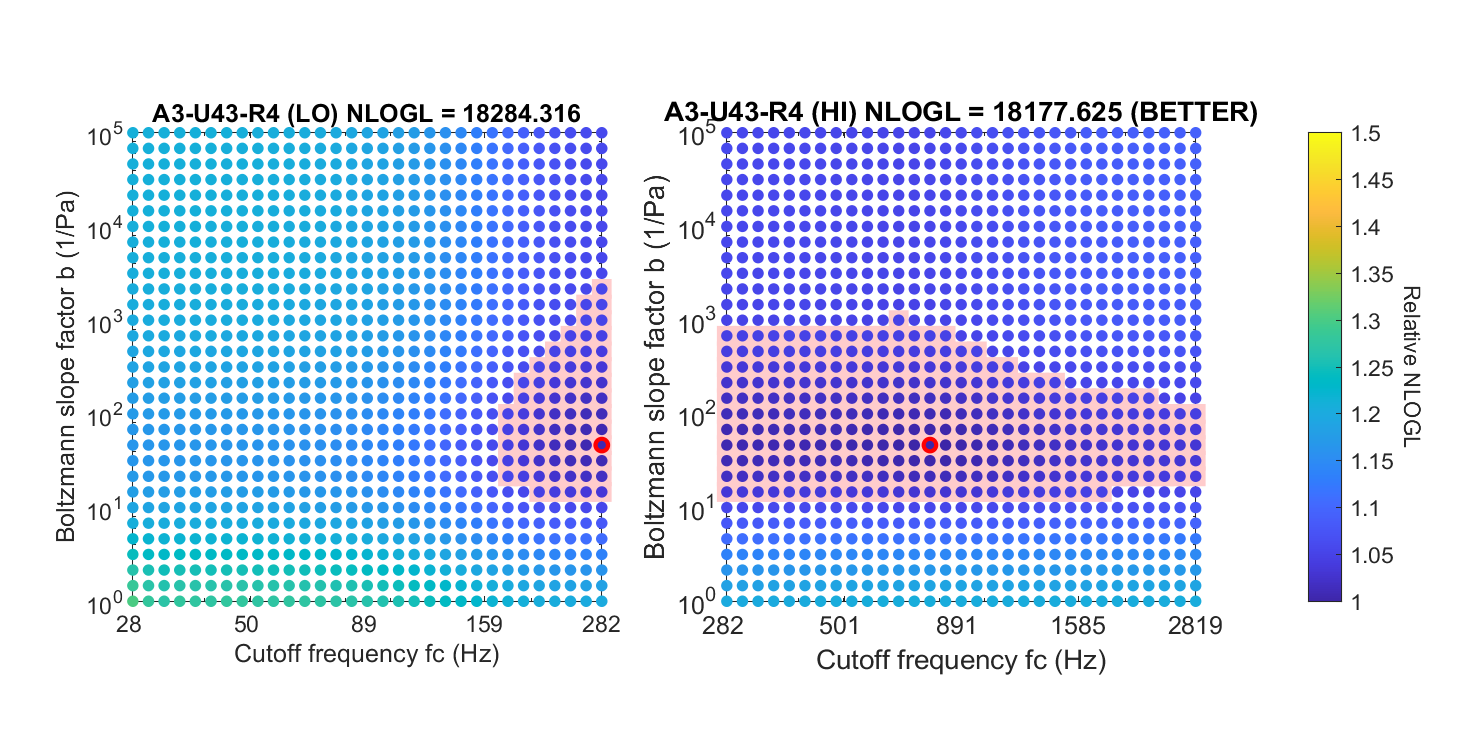 A3-U43-R4 (LO) NLOGL = 18284.316
10^5
10^4
10^3
10^2
10^1
10^0
Boltzmann slope factor b (1/Pa)
28 50 89 159 282
Cutoff frequency fc (Hz)
A3-U43-R4 (HI) NLOGL = 18177.625 (BETTER)
10^5
10^4
10^3
10^2
10^1
10^0
Boltzmann slope factor b (1/Pa)
282 501 891 1585 2819
Cutoff frequency fc (Hz)
1.5
1.45
1.4
1.35
1.3
1.25
1.2
1.15
1.1
1.05
1
Relative NLOGL